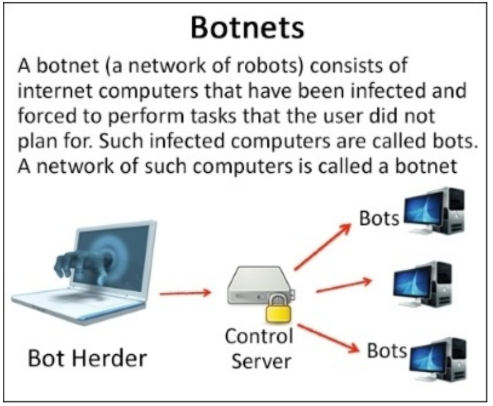 Botnets
A botnet (a network of robots) consists of
internet computers that have been infected and
forced to perform tasks that the user did not
plan for. Such infected computers are called bots.
A network of such computers is called a botnet
Bots
Control
Server
Bot Herder
Bots